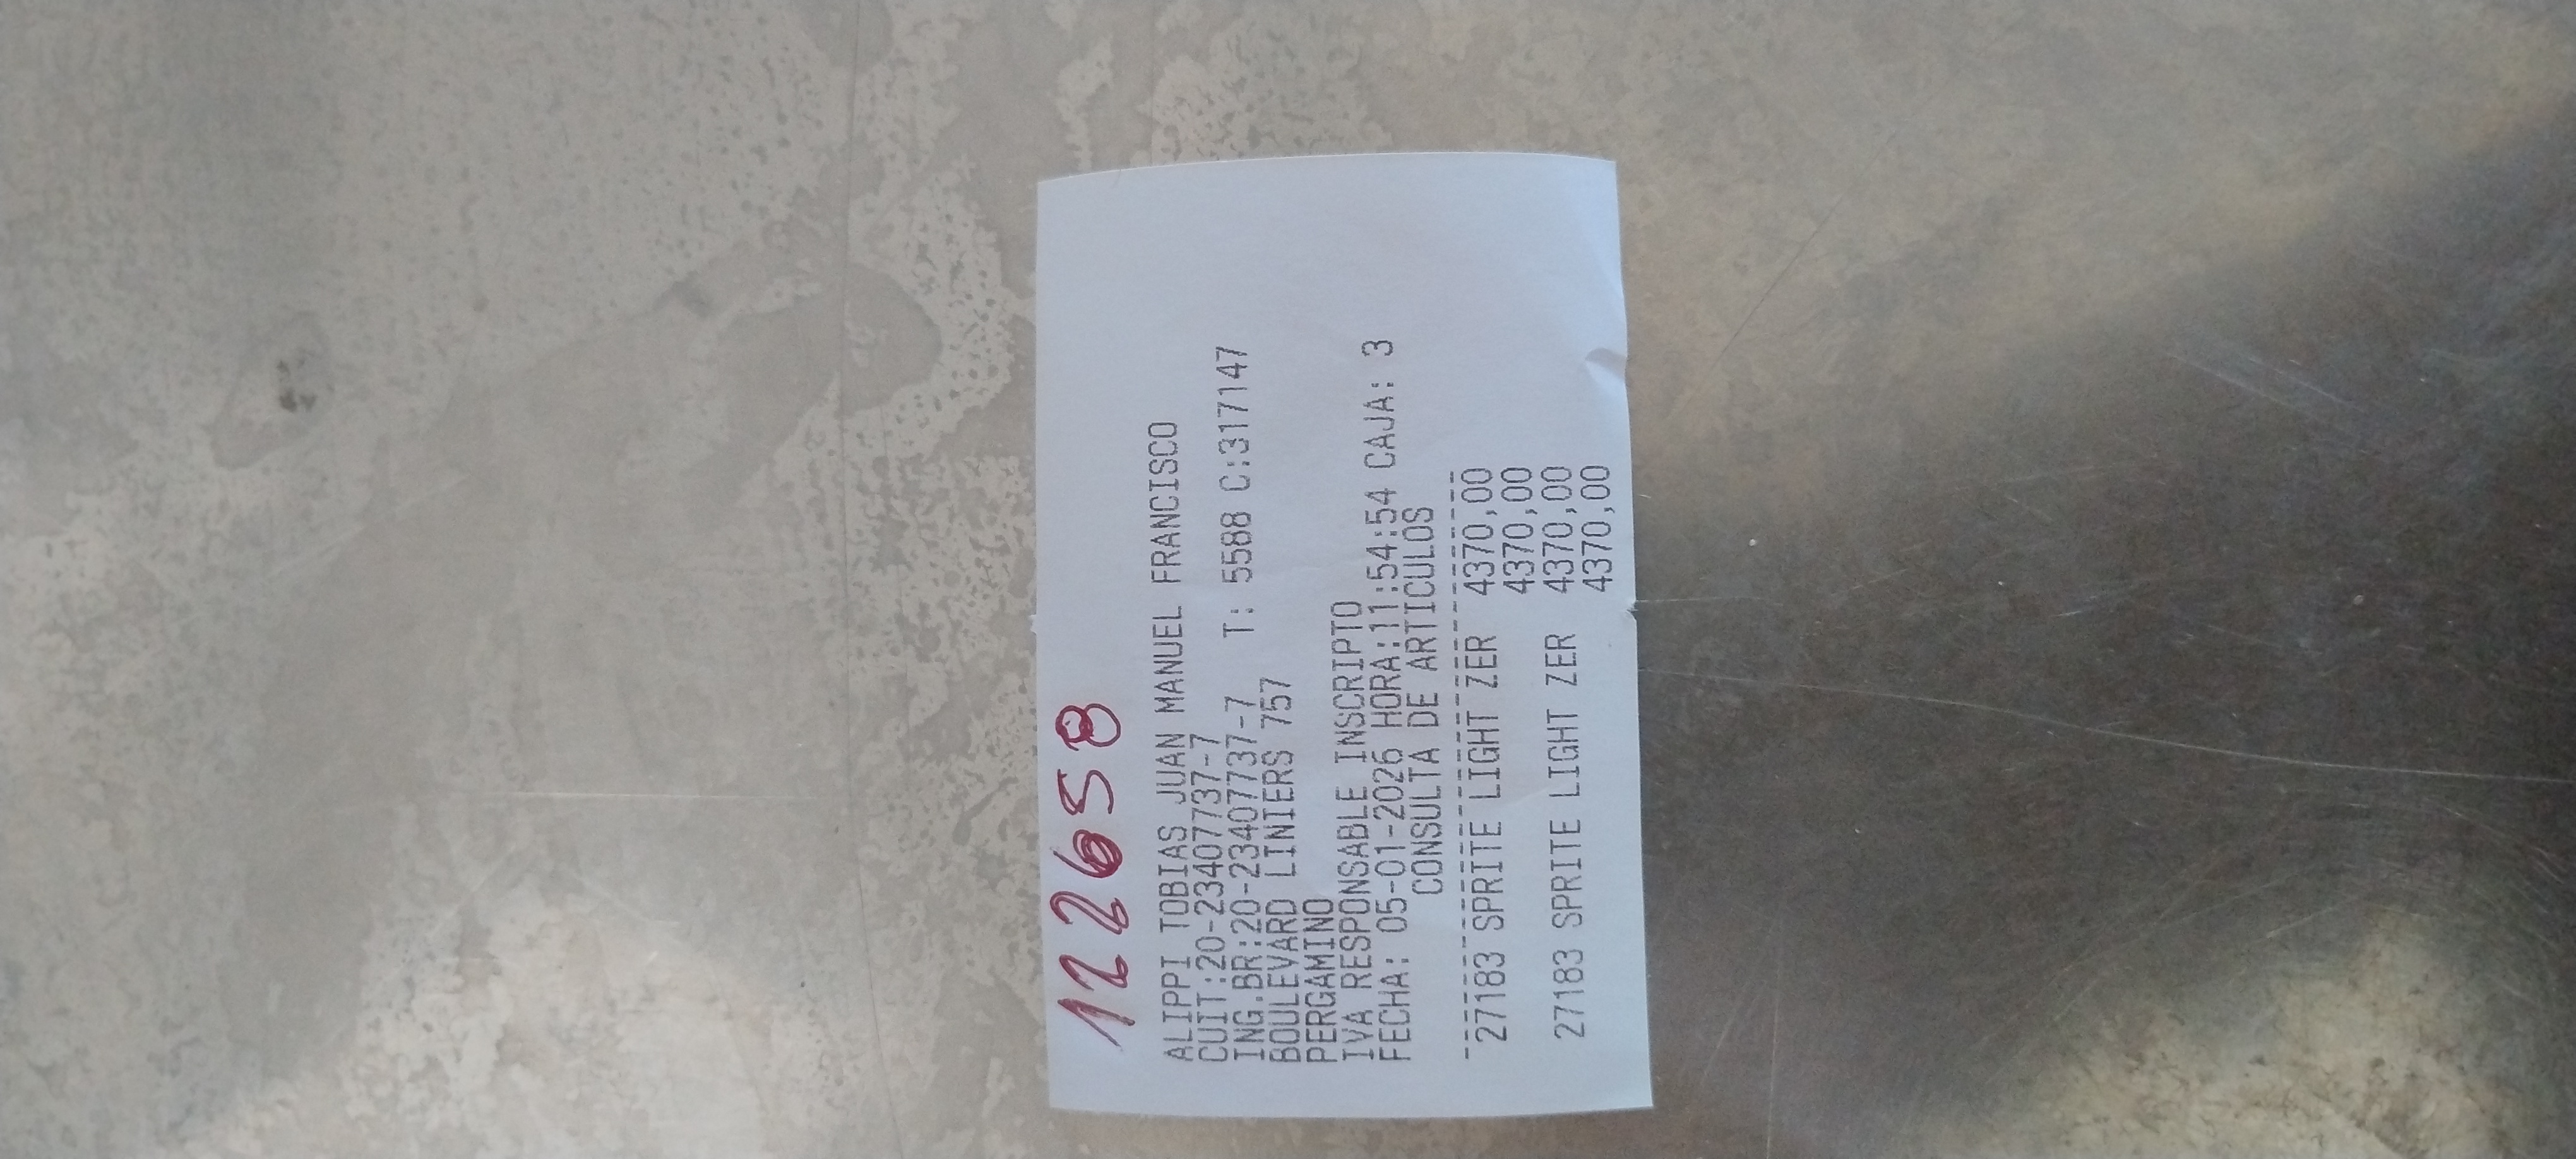 12658
ALIPPI TOBIAS JUAN MANUEL FRANCISCO
CUIT:20-23407737-7
ING.BR:20-23407737-7 T: 5588 C:317147
BOULEVARD LINIERS 757
PERGAMINO
IVA RESPONSABLE INSCRIPTO
FECHA: 05-01-2026 HORA:11:54:54 CAJA: 3
CONSULTA DE ARTICULOS
27183 SPRITE LIGHT ZER 4370,00
4370,00
27183 SPRITE LIGHT ZER 4370,00
4370,00